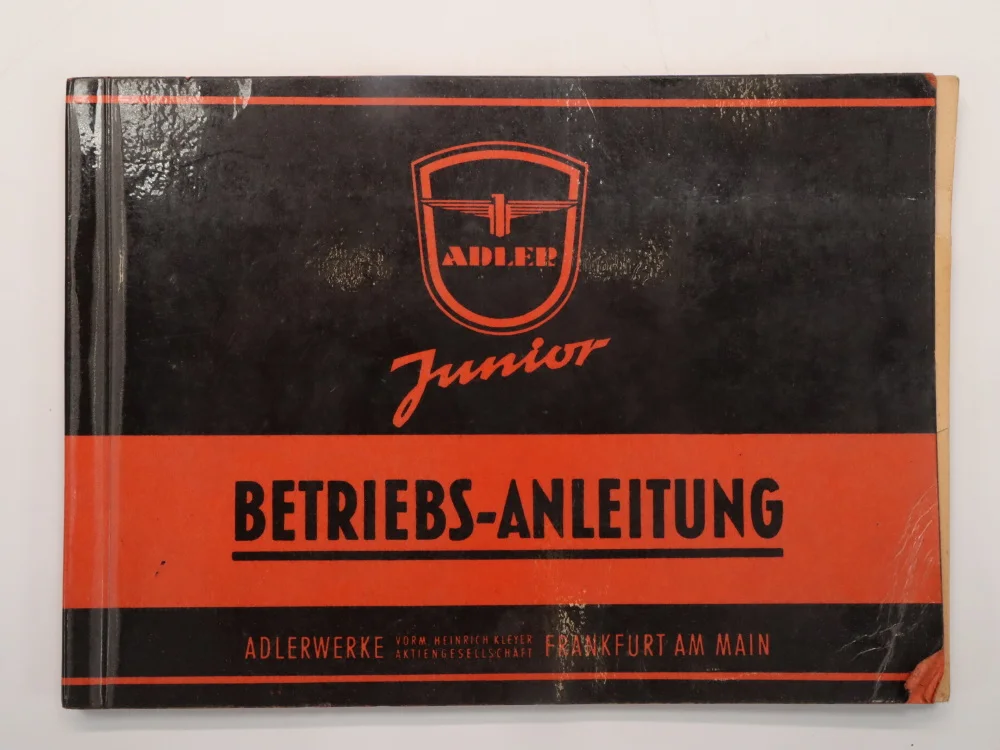 ADLER
Junior
BETRIEBS-ANLEITUNG
ADLERWERKE VORM. HEINRICH KLEYER AKTIENGESELLSCHAFT FRANKFURT AM MAIN